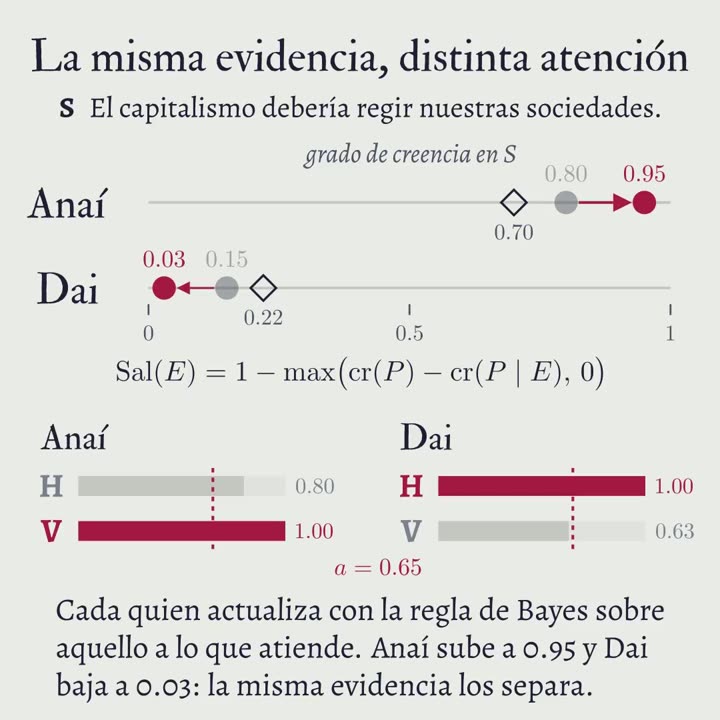 La misma evidencia, distinta atención
S El capitalismo debería regir nuestras sociedades.
grado de creencia en S
0.80 0.95
Anaí
0.70
0.03 0.15
Dai
0.22
0 0.5 1
Sal(E) = 1 − max(cr(P) − cr(P | E), 0)
Anaí Dai
H 0.80 H 1.00
V 1.00 V 0.63
a = 0.65
Cada quien actualiza con la regla de Bayes sobre
aquello a lo que atiende. Anaí sube a 0.95 y Dai
baja a 0.03: la misma evidencia los separa.